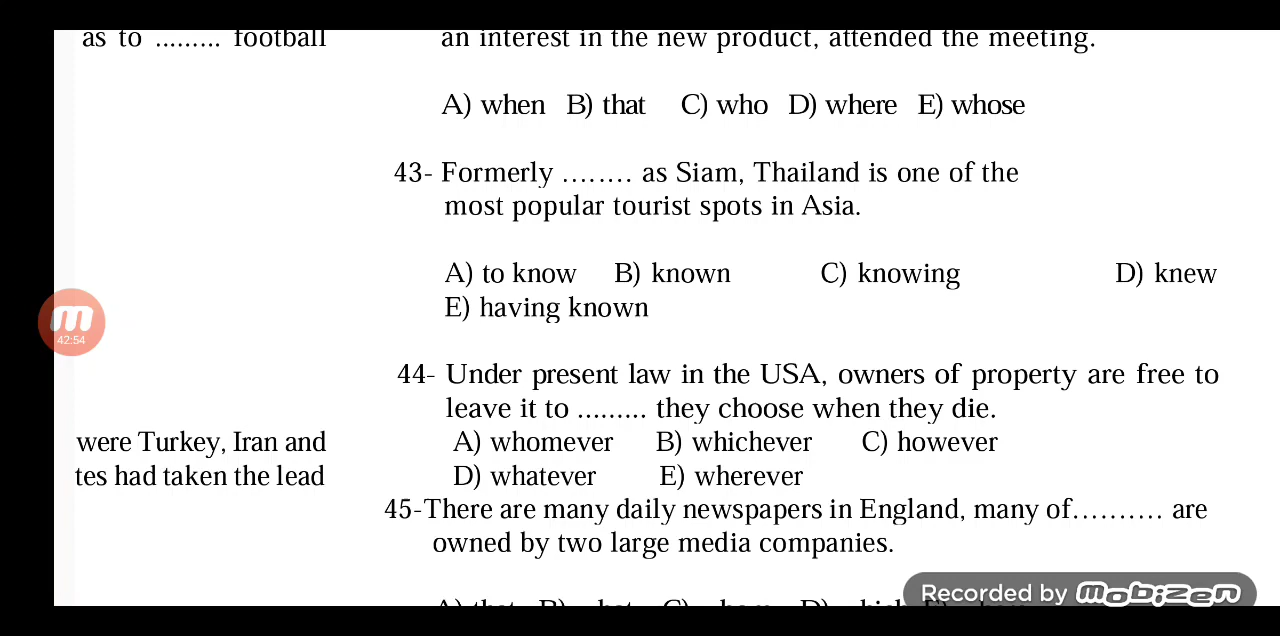 as to ......... football
an interest in the new product, attended the meeting.
A) when B) that C) who D) where E) whose
43- Formerly ........ as Siam, Thailand is one of the
most popular tourist spots in Asia.
A) to know B) known C) knowing D) knew
E) having known
m
42:54
44- Under present law in the USA, owners of property are free to
leave it to ......... they choose when they die.
were Turkey, Iran and
tes had taken the lead
A) whomever B) whichever C) however
D) whatever E) wherever
45-There are many daily newspapers in England, many of.......... are
owned by two large media companies.
Recorded by mobizen